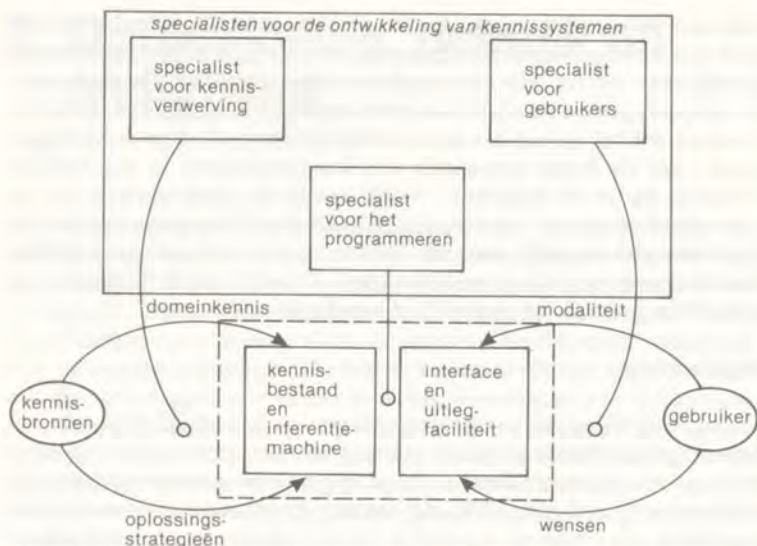 specialisten voor de ontwikkeling van kennissystemen
specialist
voor kennis-
verwerving
specialist
voor
gebruikers
specialist
voor het
programmeren
domeinkennis
modaliteit
kennis-
bestand
en
inferentie-
machine
interface
en
uitleg-
faciliteit
kennis-
bronnen
gebruiker
oplossings-
strategieën
wensen